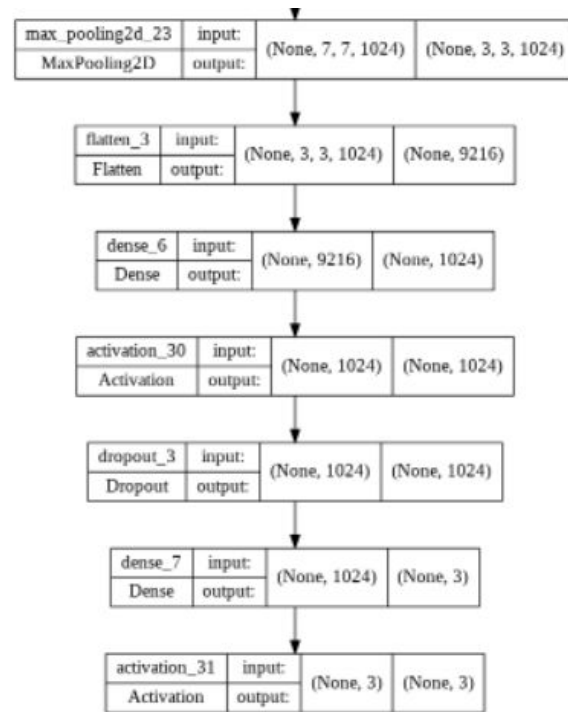 max_pooling2d_23 input: (None, 7, 7, 1024) (None, 3, 3, 1024)
MaxPooling2D output:
flatten_3 input: (None, 3, 3, 1024) (None, 9216)
Flatten output:
dense_6 input: (None, 9216) (None, 1024)
Dense output:
activation_30 input: (None, 1024) (None, 1024)
Activation output:
dropout_3 input: (None, 1024) (None, 1024)
Dropout output:
dense_7 input: (None, 1024) (None, 3)
Dense output:
activation_31 input: (None, 3) (None, 3)
Activation output: